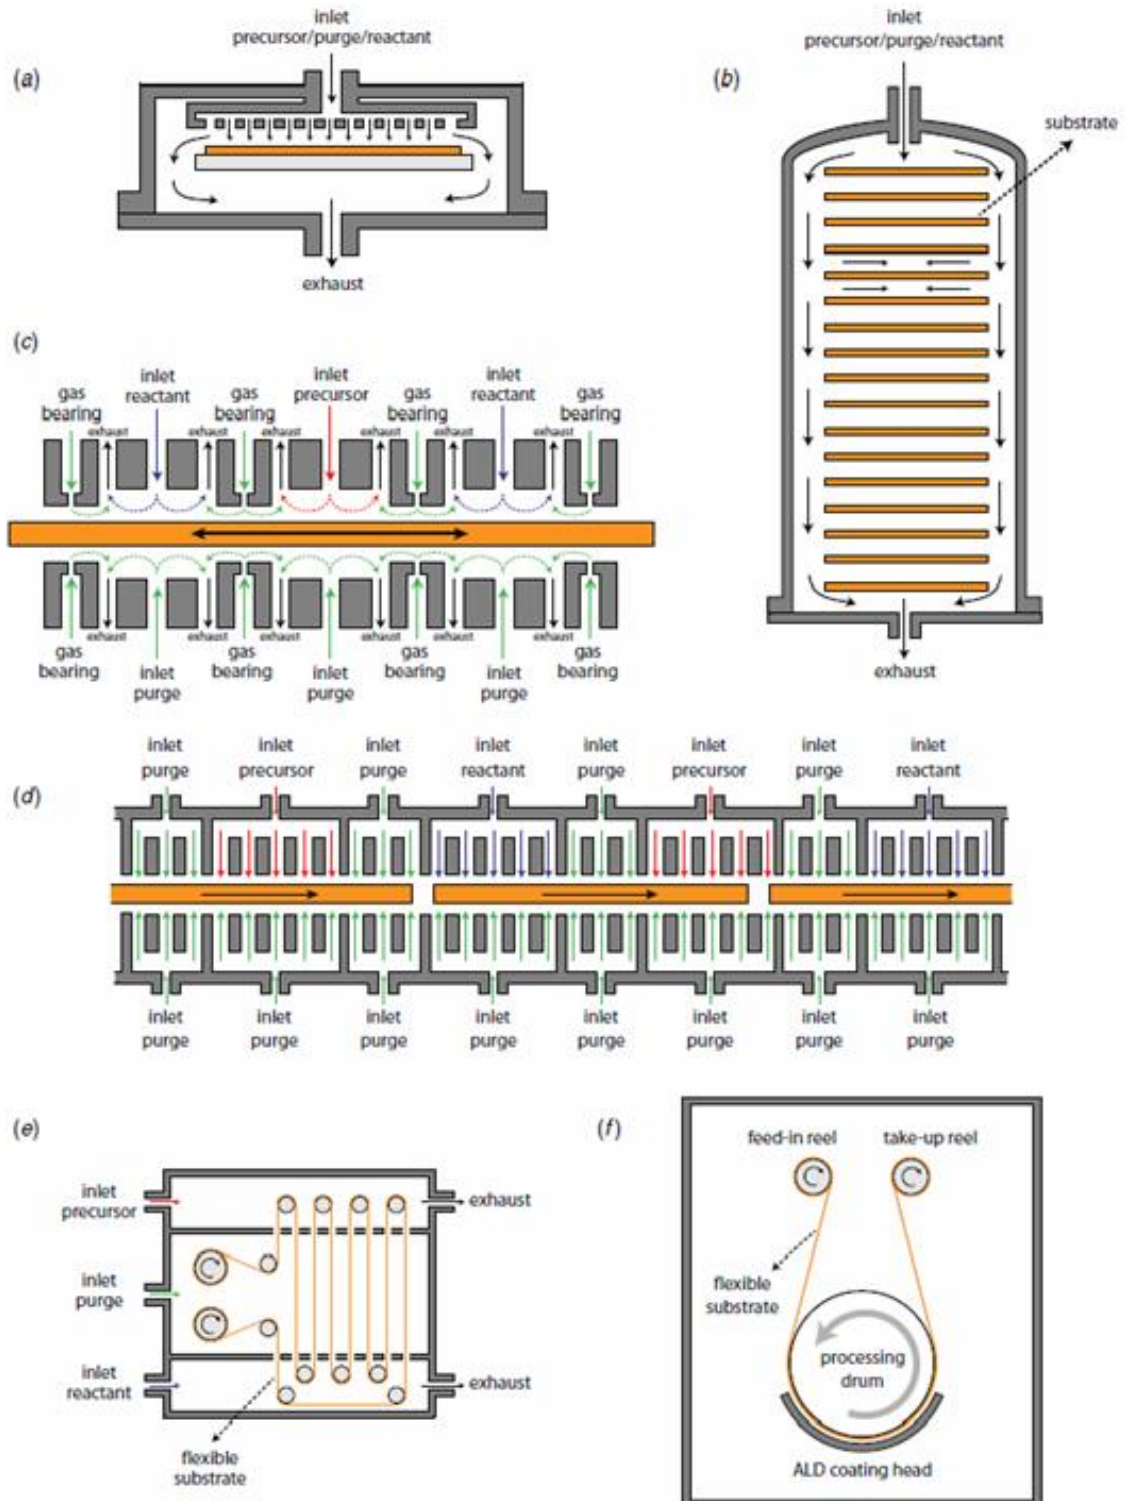 inlet
precursor/purge/reactant
(a)
exhaust
inlet
precursor/purge/reactant
(b)
substrate
exhaust
(c)
gas
bearing
inlet
reactant
gas
bearing
inlet
precursor
gas
bearing
inlet
reactant
gas
bearing
exhaust
exhaust
exhaust
exhaust
exhaust
exhaust
exhaust
exhaust
exhaust
exhaust
exhaust
exhaust
gas
bearing
inlet
purge
gas
bearing
inlet
purge
gas
bearing
inlet
purge
gas
bearing
(d)
inlet
purge
inlet
precursor
inlet
purge
inlet
reactant
inlet
purge
inlet
precursor
inlet
purge
inlet
reactant
inlet
purge
inlet
purge
inlet
purge
inlet
purge
inlet
purge
inlet
purge
inlet
purge
inlet
purge
(e)
inlet
precursor
exhaust
inlet
purge
inlet
reactant
exhaust
flexible
substrate
(f)
feed-in reel
take-up reel
flexible
substrate
processing
drum
ALD coating head